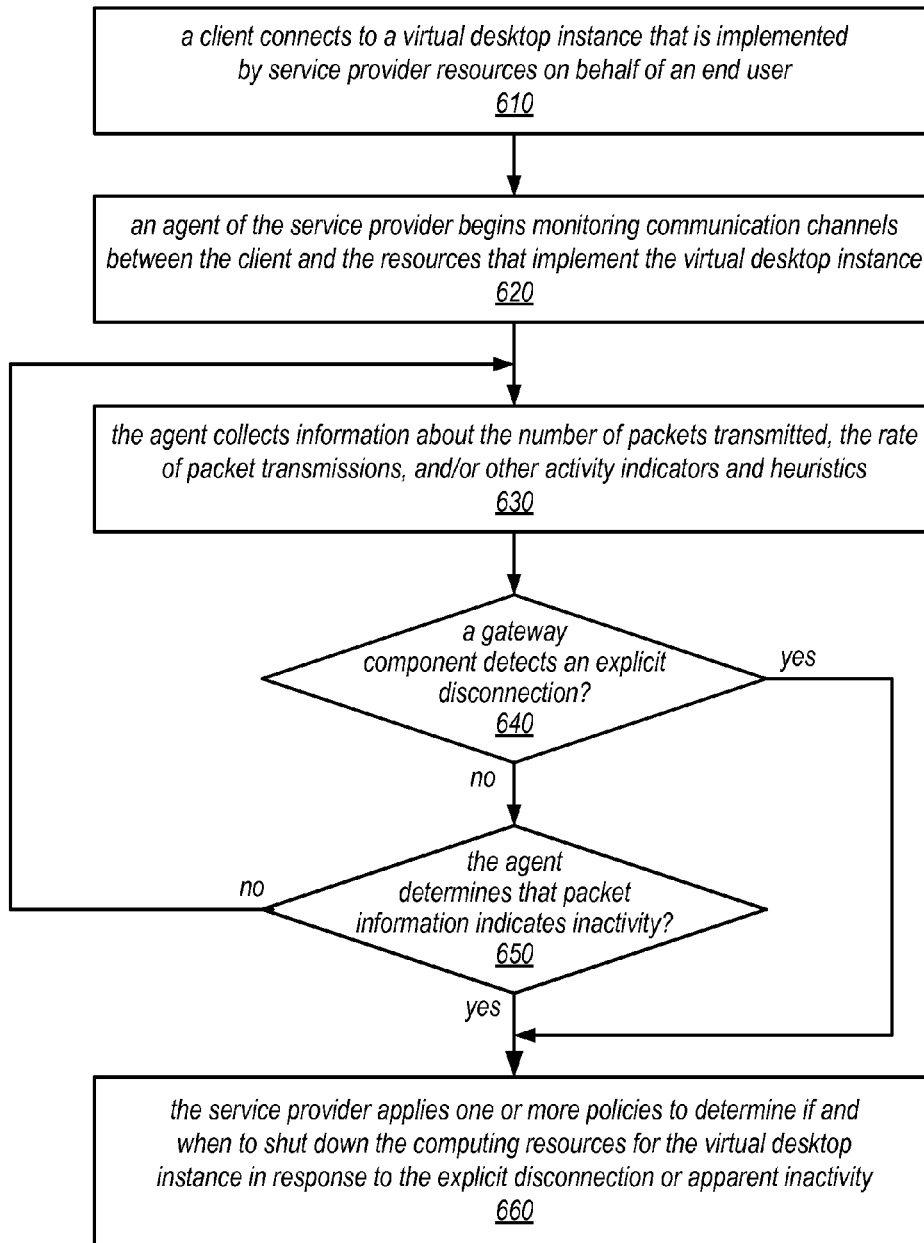 a client connects to a virtual desktop instance that is implemented
by service provider resources on behalf of an end user
610
an agent of the service provider begins monitoring communication channels
between the client and the resources that implement the virtual desktop instance
620
the agent collects information about the number of packets transmitted, the rate
of packet transmissions, and/or other activity indicators and heuristics
630
a gateway
component detects an explicit
disconnection?
640
yes
no
the agent
determines that packet
information indicates inactivity?
650
no
yes
the service provider applies one or more policies to determine if and
when to shut down the computing resources for the virtual desktop
instance in response to the explicit disconnection or apparent inactivity
660